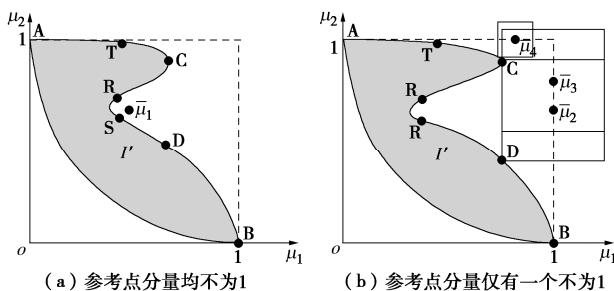 μ₂
1
A
T
C
R
μ̄₁
S
D
I′
B
o
1
μ₁
(a) 参考点分量均不为1
μ₂
1
A
T
μ̄₄
C
R
μ̄₃
μ̄₂
R
D
I′
B
o
1
μ₁
(b) 参考点分量仅有一个不为1